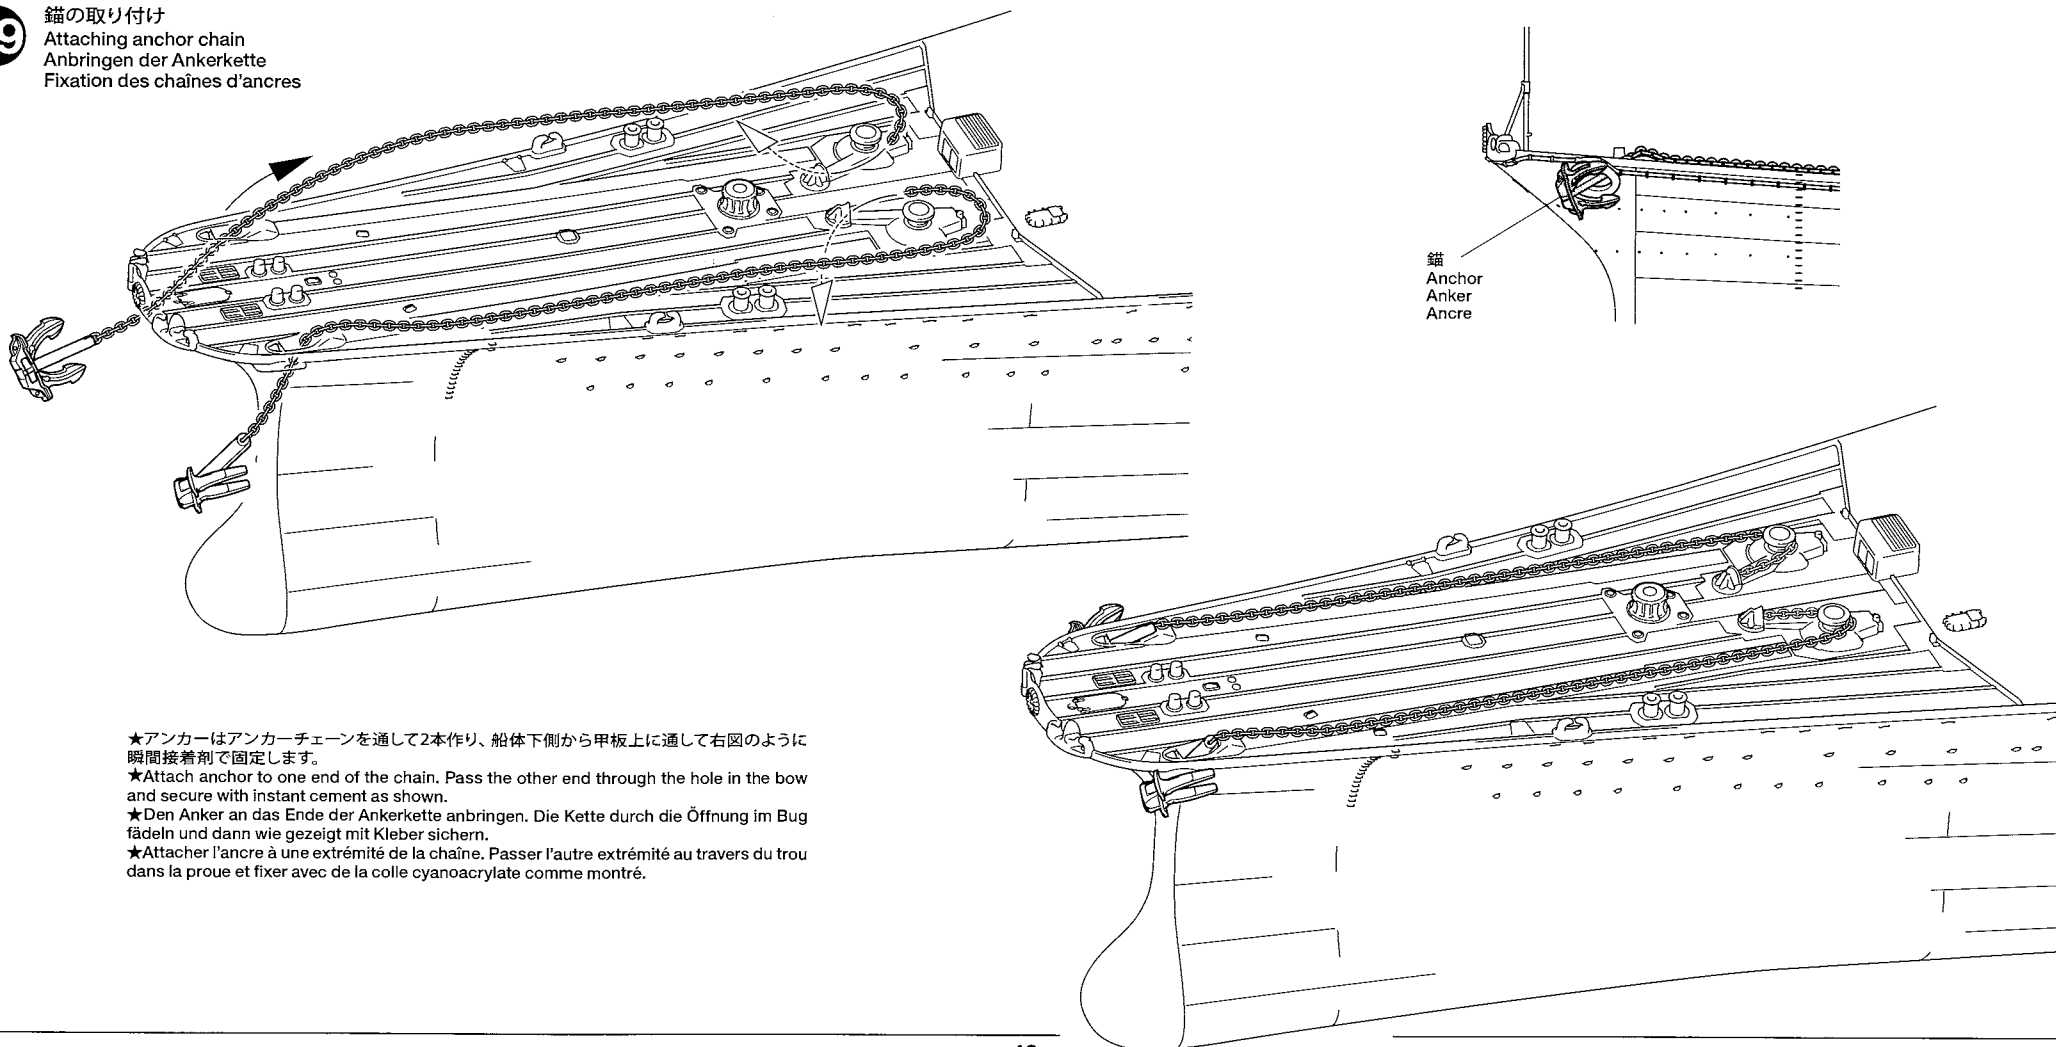 9
錨の取り付け
Attaching anchor chain
Anbringen der Ankerkette
Fixation des chaînes d'ancres
錨
Anchor
Anker
Ancre
★アンカーはアンカーチェーンを通して2本作り、船体下側から甲板上に通して右図のように
瞬間接着剤で固定します。
★Attach anchor to one end of the chain. Pass the other end through the hole in the bow
and secure with instant cement as shown.
★Den Anker an das Ende der Ankerkette anbringen. Die Kette durch die Öffnung im Bug
fädeln und dann wie gezeigt mit Kleber sichern.
★Attacher l'ancre à une extrémité de la chaîne. Passer l'autre extrémité au travers du trou
dans la proue et fixer avec de la colle cyanoacrylate comme montré.